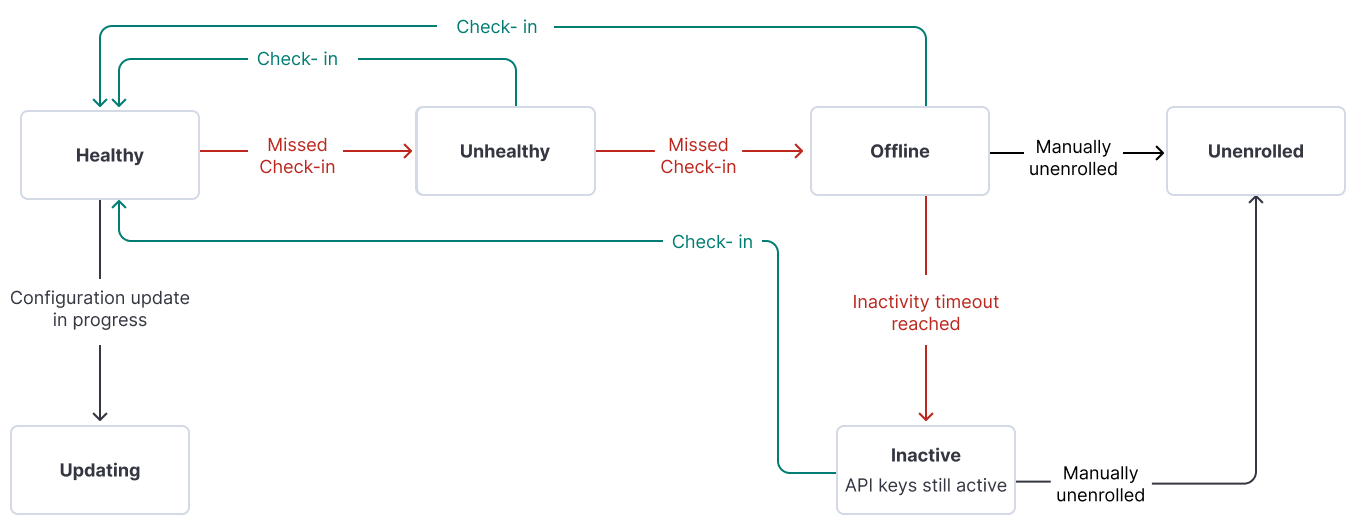 Check- in
Check- in
Healthy
Missed
Check-in
Unhealthy
Missed
Check-in
Offline
Manually
unenrolled
Unenrolled
Check- in
Configuration update
in progress
Inactivity timeout
reached
Updating
Inactive
API keys still active
Manually
unenrolled